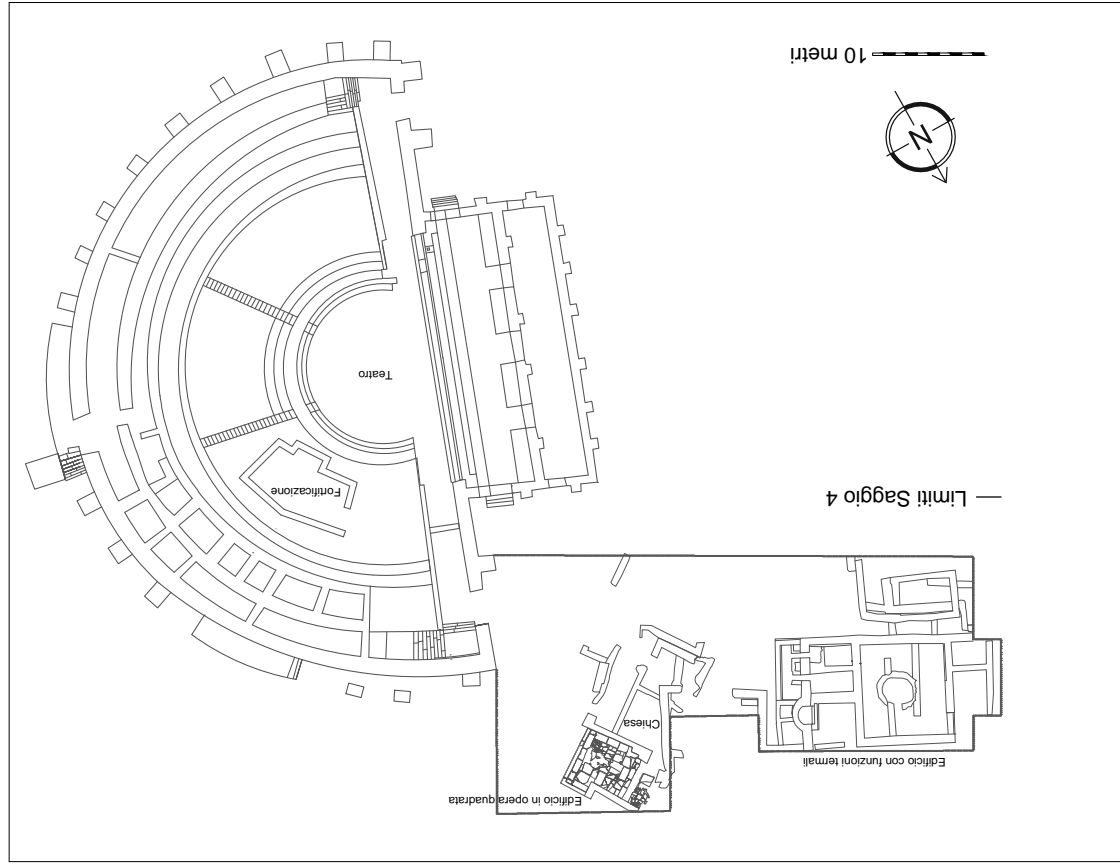 Edificio in opera quadrata
Edificio con funzioni termali
Chiesa
Limiti Saggio 4
Fortificazione
Teatro
N
10 metri